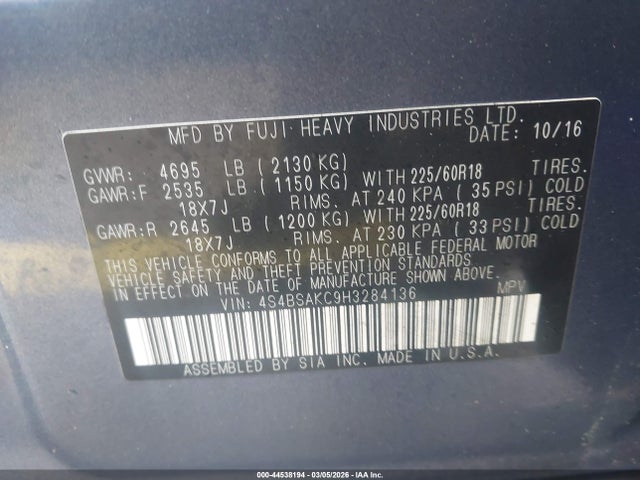 MFD BY FUJI HEAVY INDUSTRIES LTD.
DATE: 10/16
GVWR: 4695 LB (2130 KG)
GAWR:F 2535 LB (1150 KG) WITH 225/60R18 TIRES.
18X7J RIMS. AT 240 KPA (35 PSI) COLD
GAWR:R 2645 LB (1200 KG) WITH 225/60R18 TIRES.
18X7J RIMS. AT 230 KPA (33 PSI) COLD
THIS VEHICLE CONFORMS TO ALL APPLICABLE FEDERAL MOTOR
VEHICLE SAFETY AND THEFT PREVENTION STANDARDS
IN EFFECT ON THE DATE OF MANUFACTURE SHOWN ABOVE.
VIN: 4S4BSAKC9H3284136 MPV
ASSEMBLED BY SIA INC. MADE IN U.S.A.
000-44538194 - 03/05/2026 - IAA Inc.